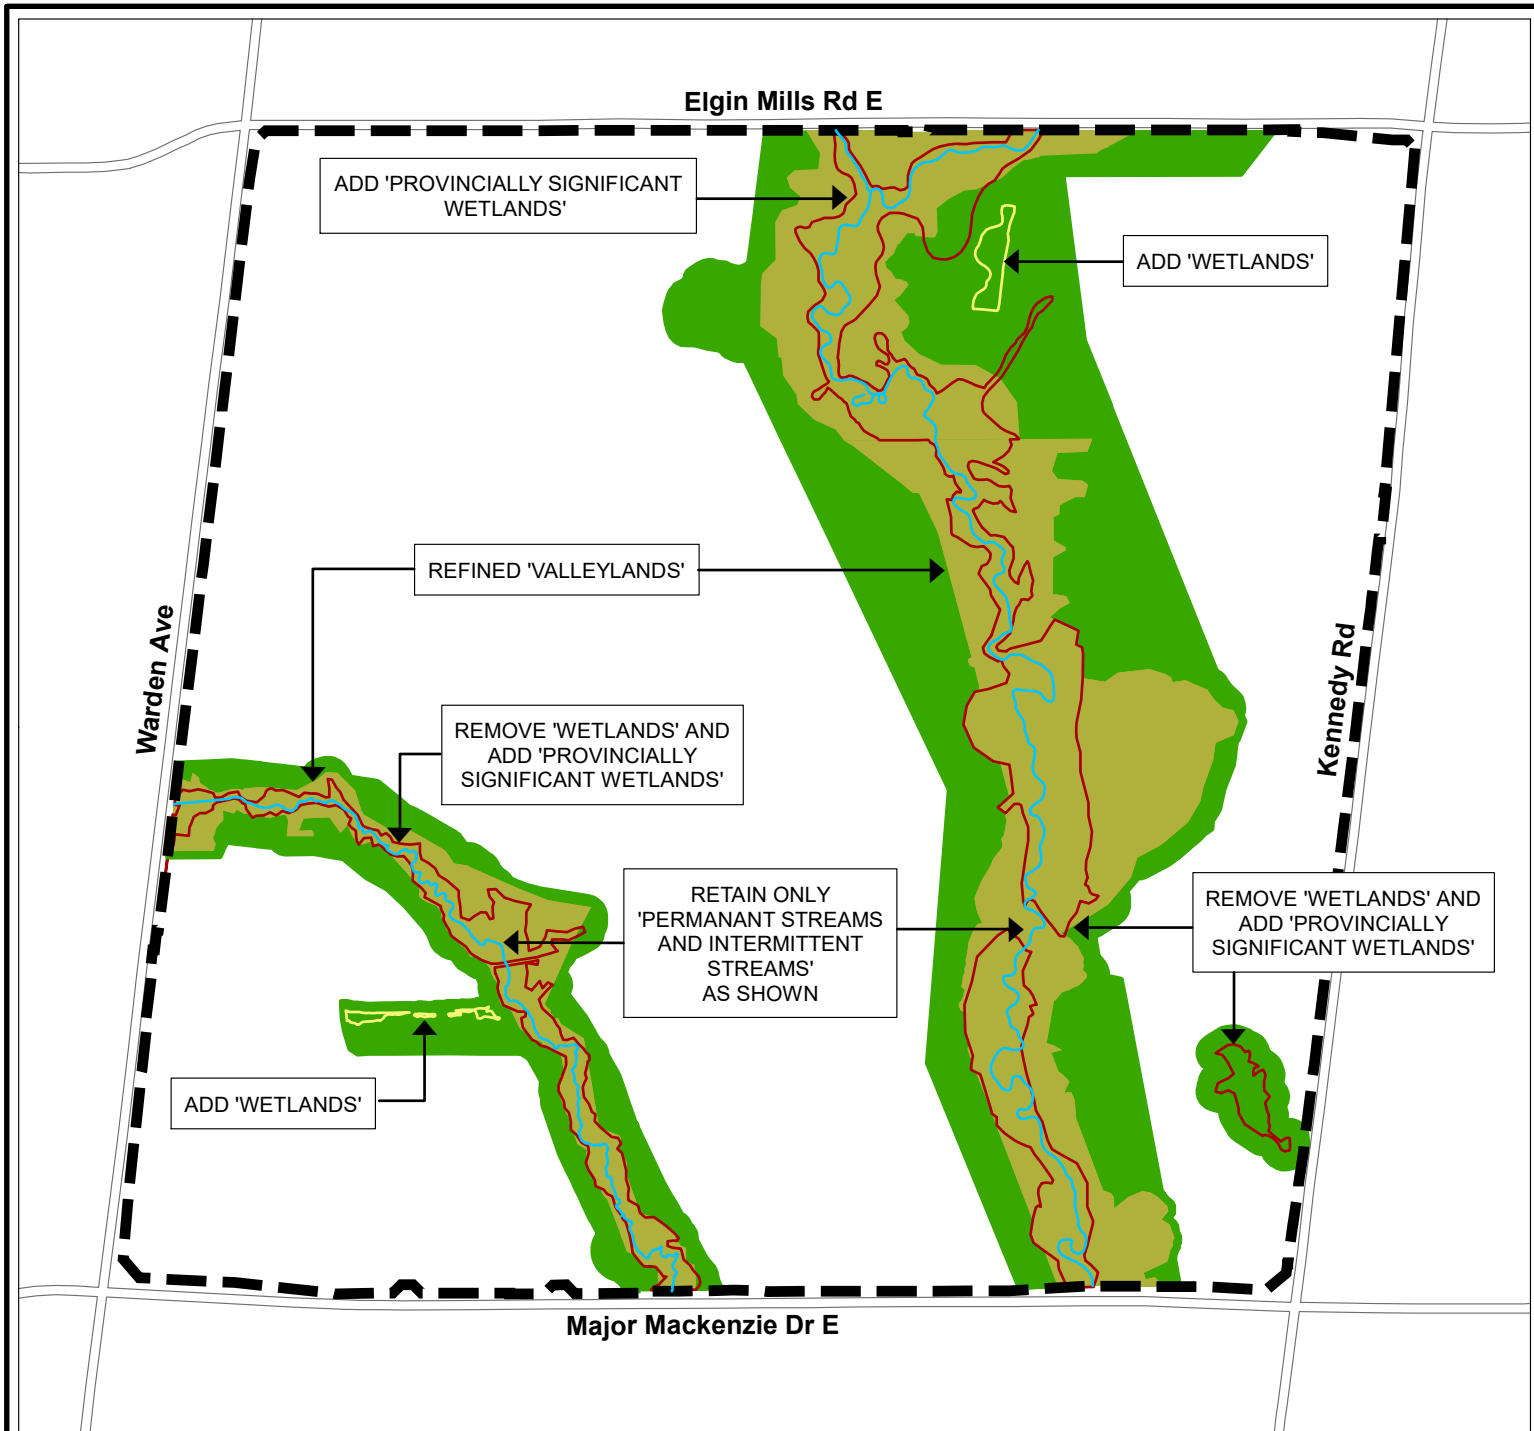 Elgin Mills Rd E
ADD 'PROVINCIALLY SIGNIFICANT
WETLANDS'
ADD 'WETLANDS'
REFINED 'VALLEYLANDS'
Warden Ave
Kennedy Rd
REMOVE 'WETLANDS' AND
ADD 'PROVINCIALLY
SIGNIFICANT WETLANDS'
RETAIN ONLY
'PERMANANT STREAMS
AND INTERMITTENT
STREAMS'
AS SHOWN
REMOVE 'WETLANDS' AND
ADD 'PROVINCIALLY
SIGNIFICANT WETLANDS'
ADD 'WETLANDS'
Major Mackenzie Dr E